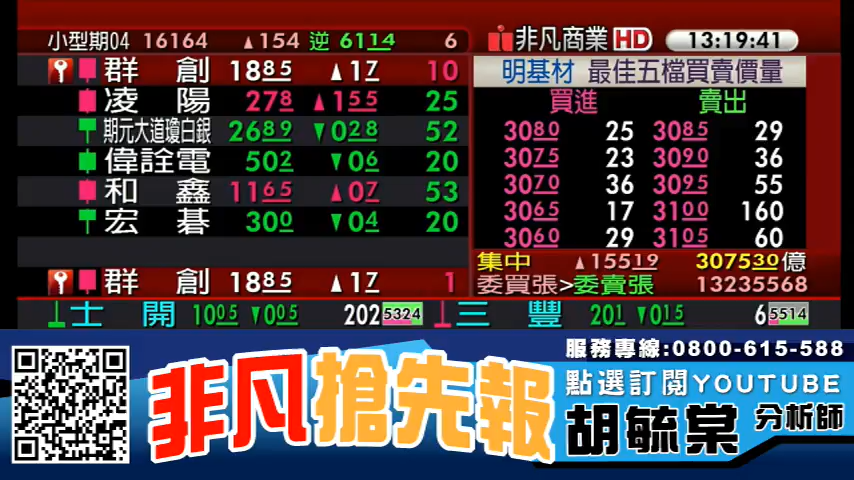 小型期04 16164 ▲154 逆 6114 6
非凡商業HD 13:19:41
群創 1885 ▲17 10
凌陽 278 ▲155 25
期元大道瓊白銀 2689 ▼028 52
偉詮電 502 ▼06 20
和鑫 1165 ▲07 53
宏碁 300 ▼04 20
群創 1885 ▲17 1
明基材 最佳五檔買賣價量
買進 賣出
3080 25 3085 29
3075 23 3090 36
3070 36 3095 55
3065 17 3100 160
3060 29 3105 60
集中 ▲15519 307530億
委買張>委賣張 13235568
士開 1005 ▼005 202 5324 三豐 201 ▼015 6 5514
非凡搶先報
服務專線:0800-615-588
點選訂閱YOUTUBE
胡毓棠 分析師